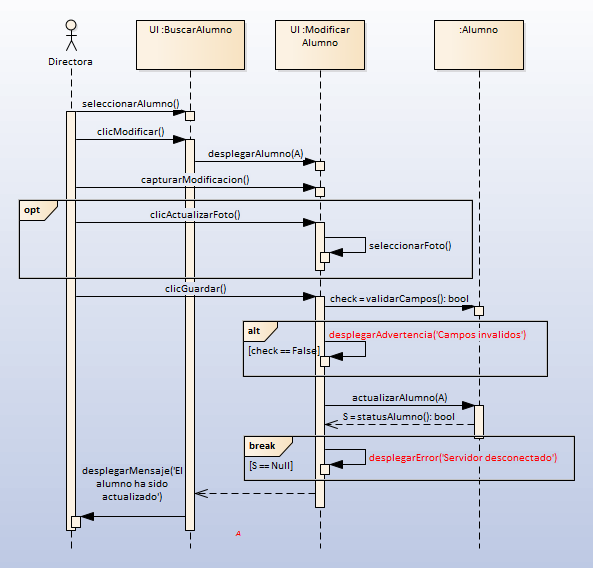 UI :BuscarAlumno
UI :Modificar
Alumno
:Alumno
Directora
seleccionarAlumno()
clicModificar()
desplegarAlumno(A)
capturarModificacion()
opt
clicActualizarFoto()
seleccionarFoto()
clicGuardar()
check = validarCampos(): bool
alt
desplegarAdvertencia('Campos invalidos')
[check == False]
actualizarAlumno(A)
S = statusAlumno(): bool
break
desplegarError('Servidor desconectado')
[S == Null]
desplegarMensaje('El
alumno ha sido
actualizado')
A